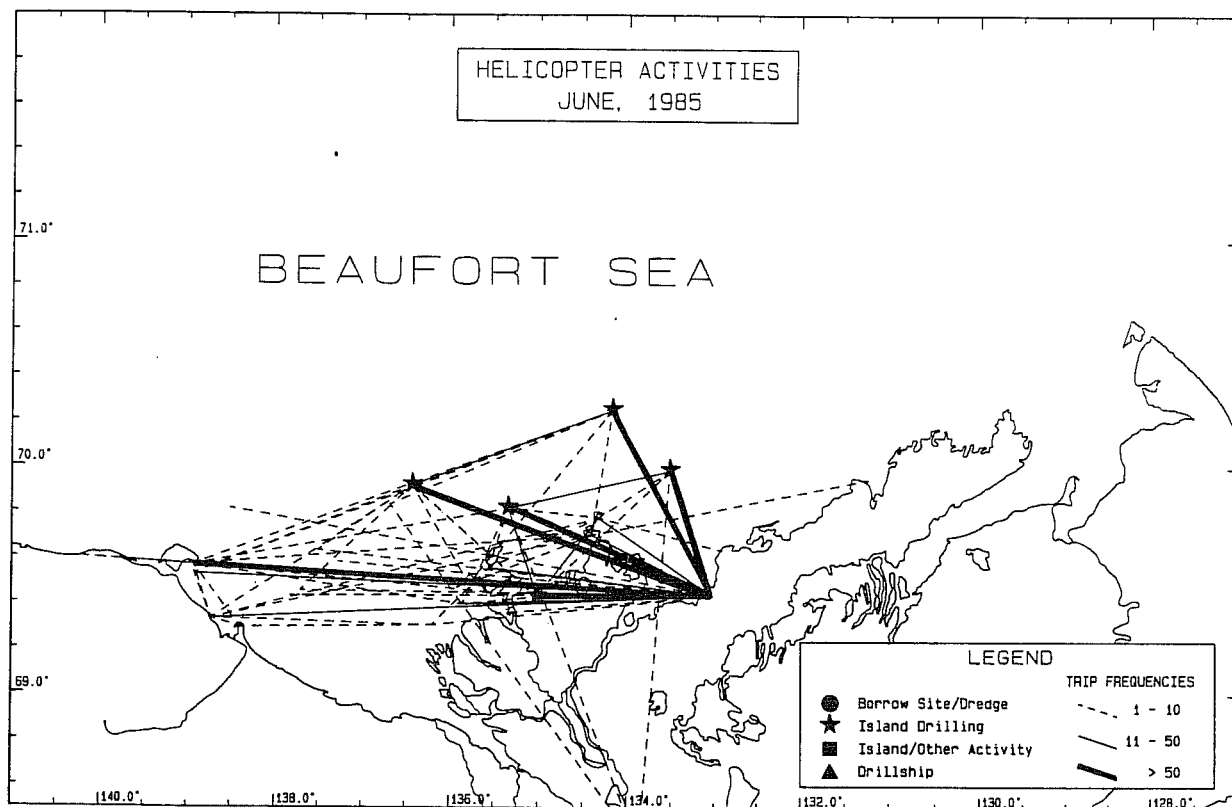 HELICOPTER ACTIVITIES
JUNE, 1985
71.0°
BEAUFORT SEA
70.0°
69.0°
LEGEND
TRIP FREQUENCIES
Borrow Site/Dredge
1 - 10
Island Drilling
11 - 50
Island/Other Activity
> 50
Drillship
140.0°
138.0°
136.0°
134.0°
132.0°
130.0°
128.0°